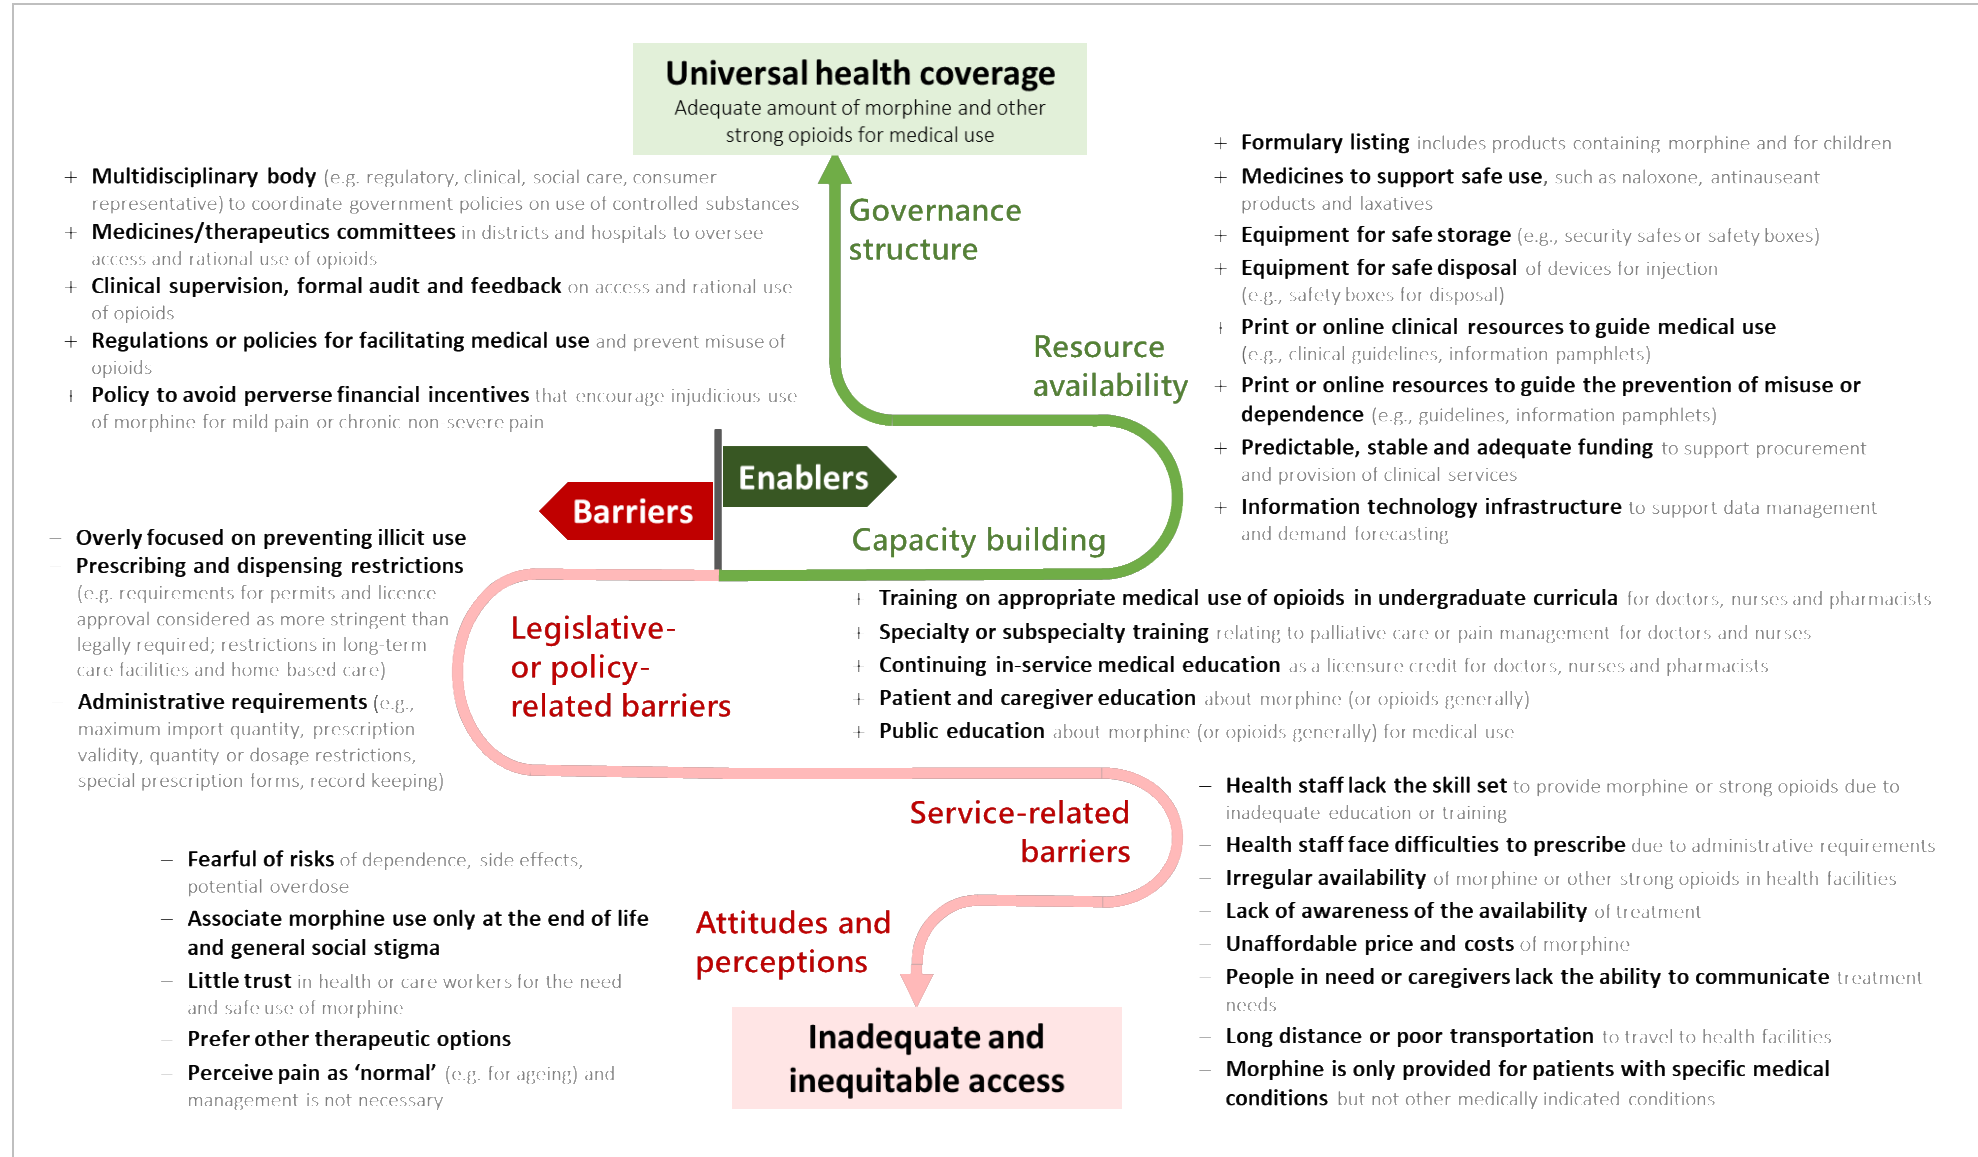 Universal health coverage
Adequate amount of morphine and other
strong opioids for medical use
+ Multidisciplinary body (e.g. regulatory, clinical, social care, consumer
representative) to coordinate government policies on use of controlled substances
+ Medicines/therapeutics committees in districts and hospitals to oversee
access and rational use of opioids
+ Clinical supervision, formal audit and feedback on access and rational use
of opioids
+ Regulations or policies for facilitating medical use and prevent misuse of
opioids
+ Policy to avoid perverse financial incentives that encourage injudicious use
of morphine for mild pain or chronic non severe pain
Governance
structure
+ Formulary listing includes products containing morphine and for children
+ Medicines to support safe use, such as naloxone, antinauseant
products and laxatives
+ Equipment for safe storage (e.g., security safes or safety boxes)
+ Equipment for safe disposal of devices for injection
(e.g., safety boxes for disposal)
+ Print or online clinical resources to guide medical use
(e.g., clinical guidelines, information pamphlets)
+ Print or online resources to guide the prevention of misuse or
dependence (e.g., guidelines, information pamphlets)
+ Predictable, stable and adequate funding to support procurement
and provision of clinical services
+ Information technology infrastructure to support data management
and demand forecasting
Resource
availability
Enablers
Barriers
Capacity building
+ Training on appropriate medical use of opioids in undergraduate curricula for doctors, nurses and pharmacists
+ Specialty or subspecialty training relating to palliative care or pain management for doctors and nurses
+ Continuing in-service medical education as a licensure credit for doctors, nurses and pharmacists
+ Patient and caregiver education about morphine (or opioids generally)
+ Public education about morphine (or opioids generally) for medical use
– Overly focused on preventing illicit use
– Prescribing and dispensing restrictions
(e.g. requirements for permits and licence
approval considered as more stringent than
legally required; restrictions in long-term
care facilities and home based care)
– Administrative requirements (e.g.,
maximum import quantity, prescription
validity, quantity or dosage restrictions,
special prescription forms, record keeping)
Legislative-
or policy-
related barriers
Service-related
barriers
– Health staff lack the skill set to provide morphine or strong opioids due to
inadequate education or training
– Health staff face difficulties to prescribe due to administrative requirements
– Irregular availability of morphine or other strong opioids in health facilities
– Lack of awareness of the availability of treatment
– Unaffordable price and costs of morphine
– People in need or caregivers lack the ability to communicate treatment
needs
– Long distance or poor transportation to travel to health facilities
– Morphine is only provided for patients with specific medical
conditions but not other medically indicated conditions
– Fearful of risks of dependence, side effects,
potential overdose
– Associate morphine use only at the end of life
and general social stigma
– Little trust in health or care workers for the need
and safe use of morphine
– Prefer other therapeutic options
– Perceive pain as ‘normal’ (e.g. for ageing) and
management is not necessary
Attitudes and
perceptions
Inadequate and
inequitable access